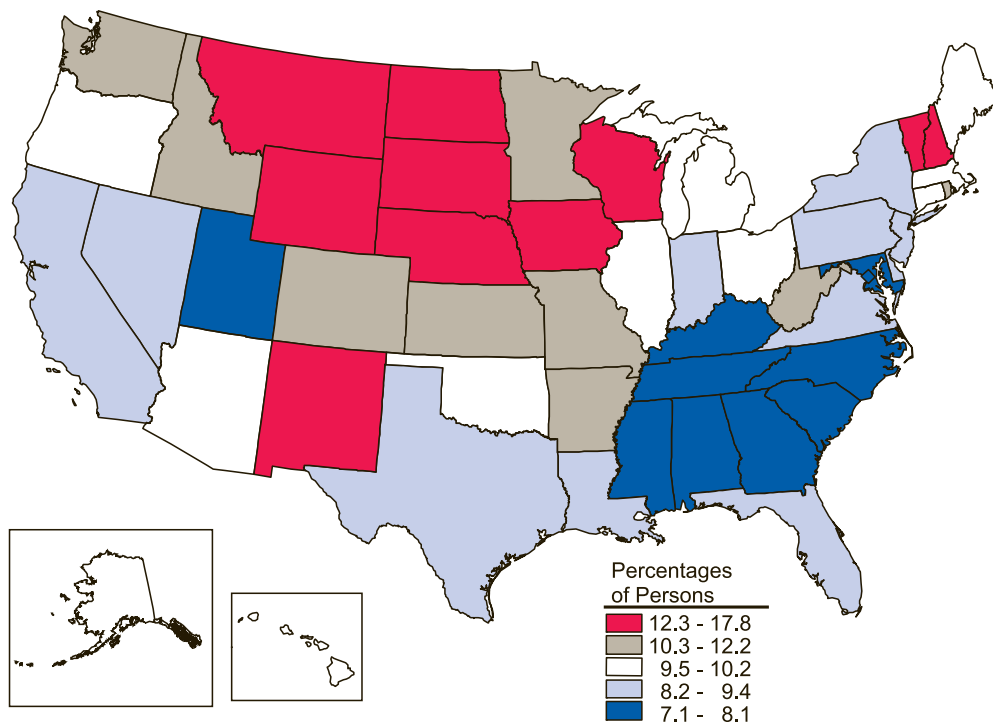 Percentages
of Persons
12.3 - 17.8
10.3 - 12.2
9.5 - 10.2
8.2 - 9.4
7.1 - 8.1